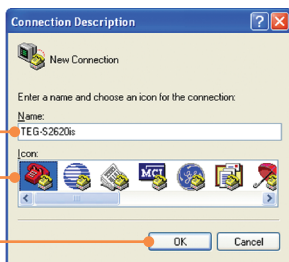 Connection Description
New Connection
Enter a name and choose an icon for the connection:
Name:
TEG-S2620is
Icon:
MCI
OK
Cancel